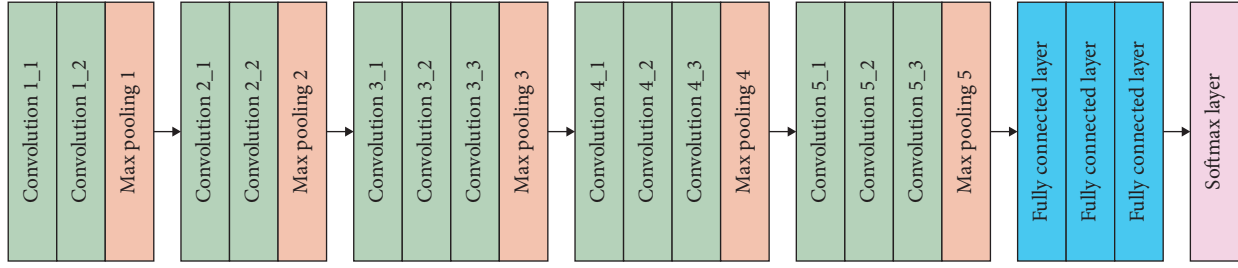 Convolution 1_1
Convolution 1_2
Max pooling 1
Convolution 2_1
Convolution 2_2
Max pooling 2
Convolution 3_1
Convolution 3_2
Convolution 3_3
Max pooling 3
Convolution 4_1
Convolution 4_2
Convolution 4_3
Max pooling 4
Convolution 5_1
Convolution 5_2
Convolution 5_3
Max pooling 5
Fully connected layer
Fully connected layer
Fully connected layer
Softmax layer